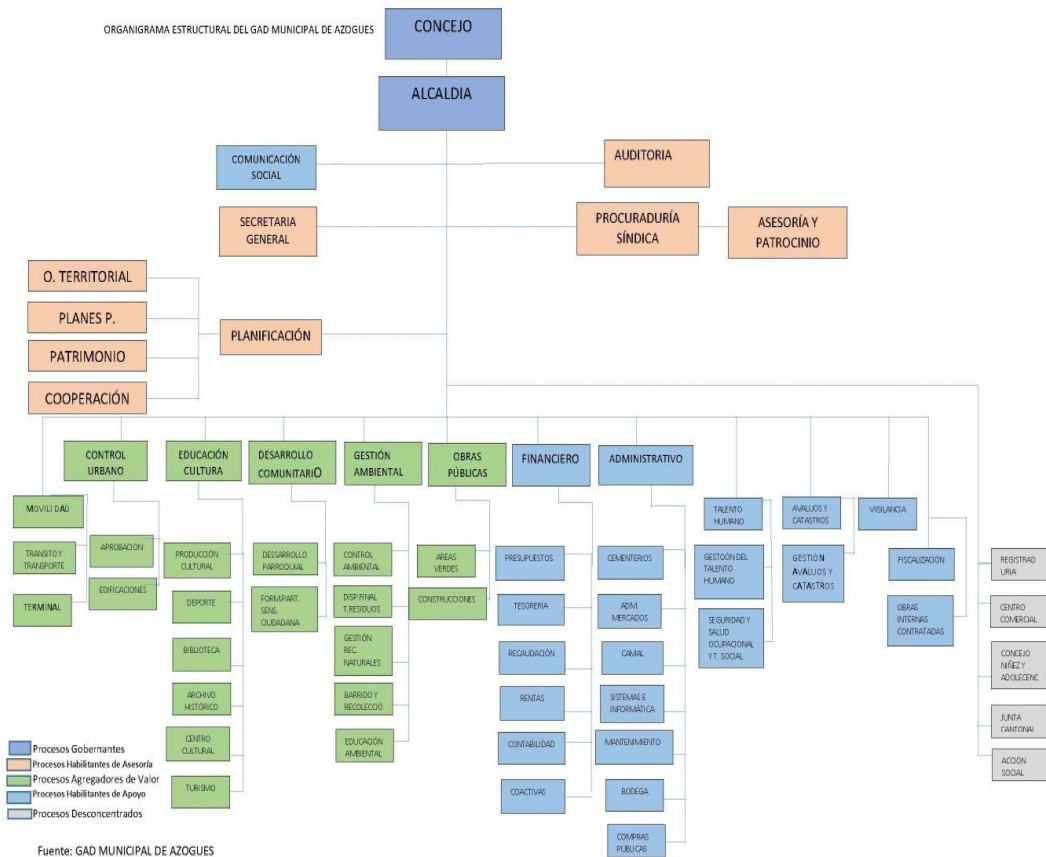 ORGANIGRAMA ESTRUCTURAL DEL GAD MUNICIPAL DE AZOGUES
CONCEJO
ALCALDIA
COMUNICACIÓN
SOCIAL
AUDITORIA
SECRETARIA
GENERAL
PROCURADURÍA
SÍNDICA
ASESORÍA Y
PATROCINIO
O. TERRITORIAL
PLANES P.
PATRIMONIO
COOPERACIÓN
PLANIFICACIÓN
CONTROL
URBANO
EDUCACIÓN
CULTURA
DESARROLLO
COMUNITARIO
GESTIÓN
AMBIENTAL
OBRAS
PÚBLICAS
FINANCIERO
ADMINISTRATIVO
MOVILIDAD
TRANSITO Y
TRANSPORTE
TERMINAL
APROBACION
EDIFICACIONES
PRODUCCIÓN
CULTURAL
DEPORTE
BIBLIOTECA
ARCHIVO
HISTÓRICO
CENTRO
CULTURAL
TURISMO
DESSARROLLO
PARROQUIAL
FORM.PART.
SENS.
CIUDADANA
CONTROL
AMBIENTAL
DISP.FINAL
T.RESIDUOS
GESTIÓN
REC.
NATURALES
BARRIDO Y
RECOLECCIÓ
EDUCACIÓN
AMBIENTAL
AREAS
VERDES
CONSTRUCCIONES
PRESUPUESTOS
TESORERÍA
RECAUDACIÓN
RENTAS
CONTABILIDAD
COACTIVAS
CEMENTERIOS
ADM.
MERCADOS
CAMAL
SISTEMAS E
INFORMÁTICA
MANTENIMIENTO
BODEGA
COMPRAS
PÚBLICAS
TALENTO
HUMANO
GESTOÓN DEL
TALENTO
HUMANO
SEGURIDAD Y
SALUD
OCUPACIONAL
Y T. SOCIAL
AVALUOS Y
CATASTROS
GESTIÓN
AVALUOS Y
CATASTROS
VIGILANCIA
FISCALIZACIÓN
OBRAS
INTERNAS
CONTRATADAS
REGISTRAD
URIA
CENTRO
COMERCIAL
CONCEJO
NIÑEZ Y
ADOLECENC
JUNTA
CANTONAL
ACCIÓN
SOCIAL
Procesos Gobernantes
Procesos Habilitantes de Asesoría
Procesos Agregadores de Valor
Procesos Habilitantes de Apoyo
Procesos Desconcentrados
Fuente: GAD MUNICIPAL DE AZOGUES